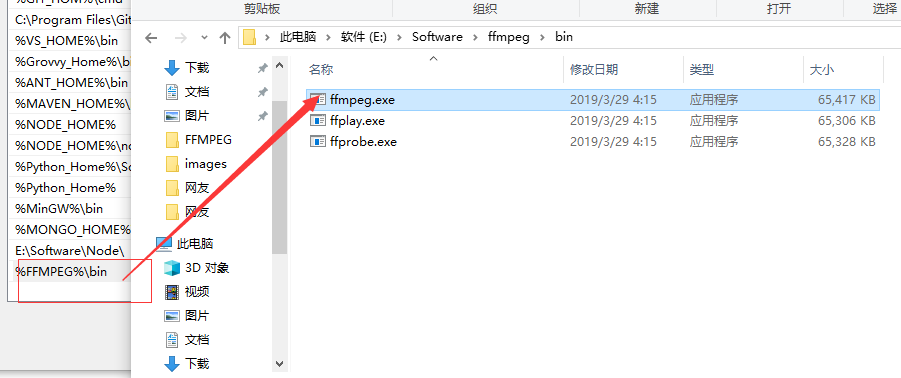 %GIT_HOM%\cmd
C:\Program Files\Git
%VS_HOME%\bin
%Grovvy_Home%\bi
%ANT_HOME%\bin
%MAVEN_HOME%\
%NODE_HOME%
%NODE_HOME%\no
%Python_Home%\Sc
%Python_Home%
%MinGW%\bin
%MONGO_HOME%
E:\Software\Node\
%FFMPEG%\bin
剪贴板 组织 新建 打开 选择
此电脑 软件 (E:) Software ffmpeg bin
下载
文档
图片
FFMPEG
images
网友
网友
此电脑
3D 对象
视频
图片
文档
下载
名称 修改日期 类型 大小
ffmpeg.exe 2019/3/29 4:15 应用程序 65,417 KB
ffplay.exe 2019/3/29 4:15 应用程序 65,306 KB
ffprobe.exe 2019/3/29 4:15 应用程序 65,328 KB